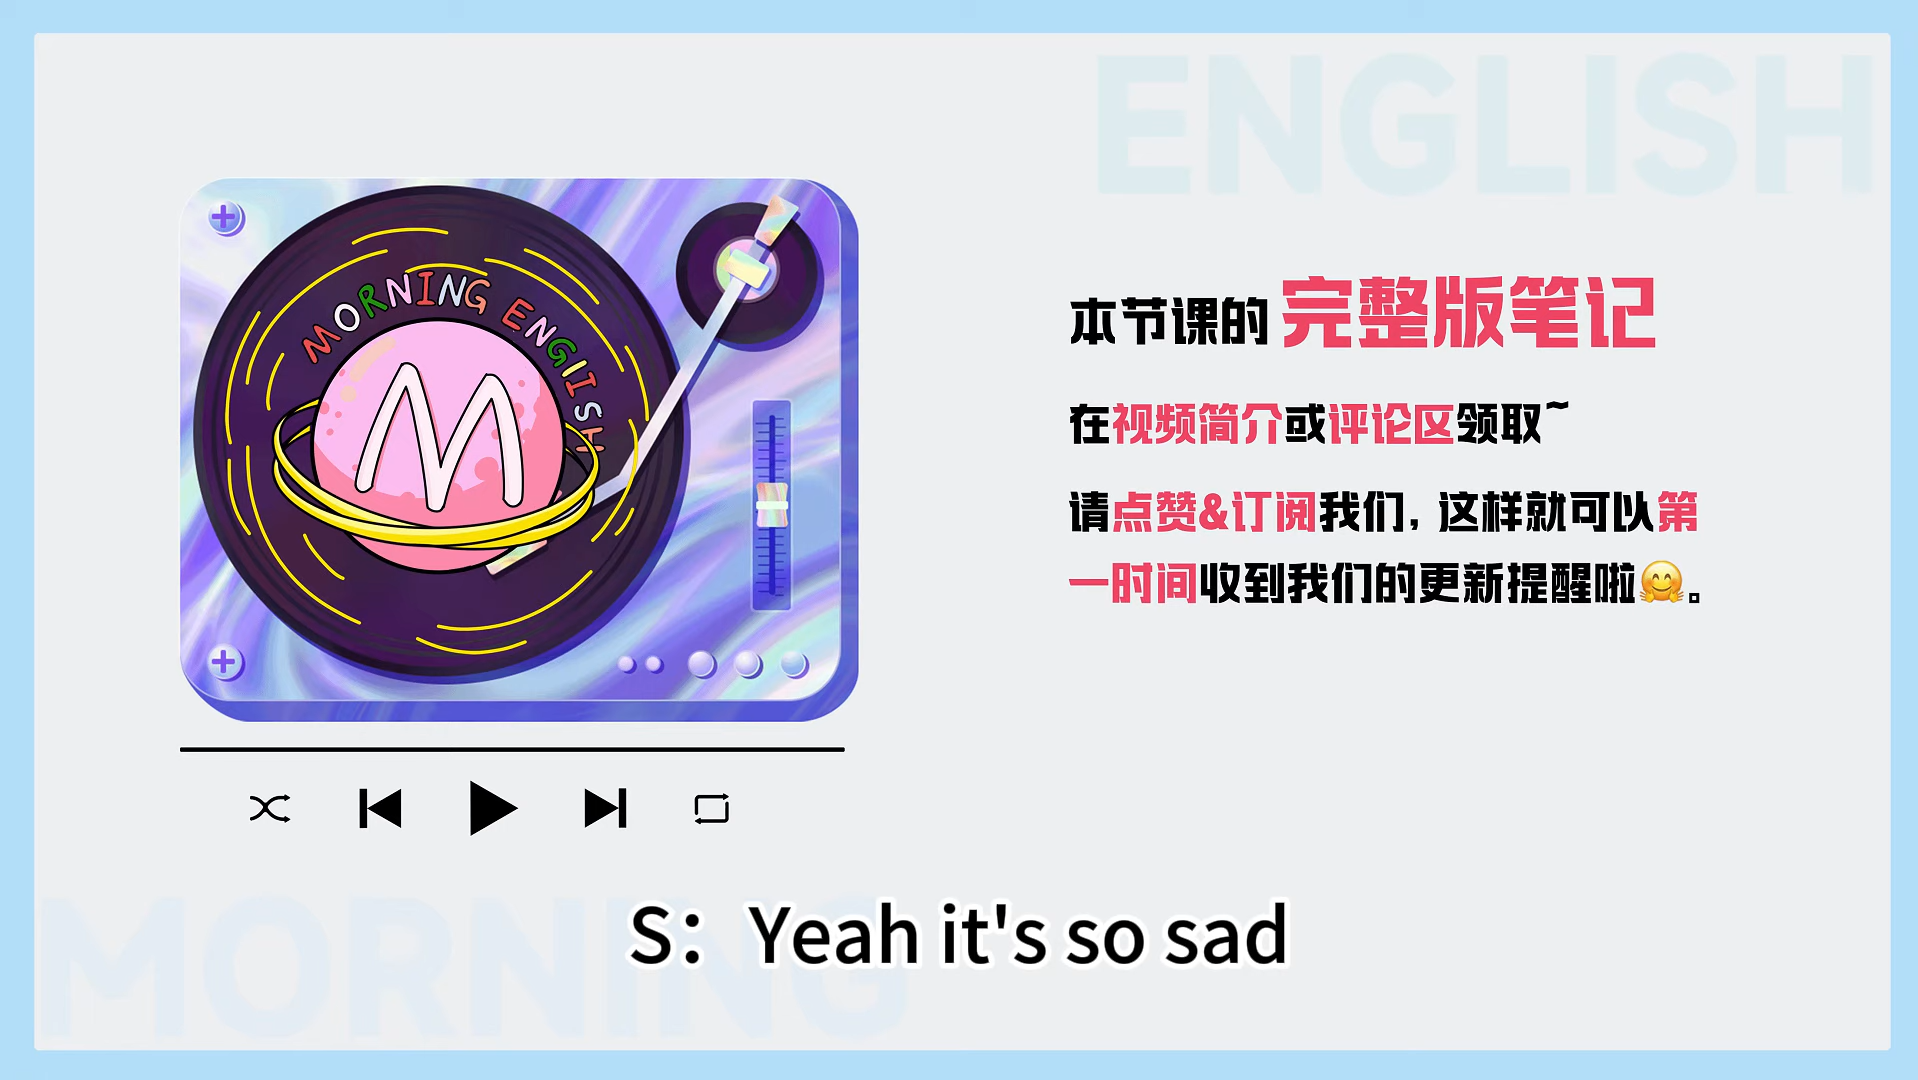 ENGLISH
MORNING ENGLISH
M
本节课的 完整版笔记
在视频简介或评论区领取~
请点赞&订阅我们，这样就可以第
一时间收到我们的更新提醒啦🤗。
MORNING
S：Yeah it's so sad